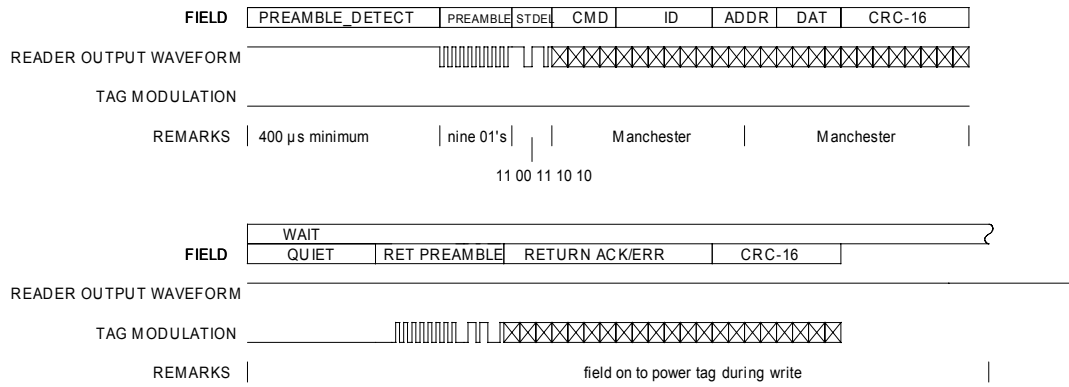 FIELD PREAMBLE_DETECT PREAMBLE STDEL CMD ID ADDR DAT CRC-16
READER OUTPUT WAVEFORM
TAG MODULATION
REMARKS 400 µs minimum nine 01's Manchester Manchester
11 00 11 10 10
WAIT
FIELD QUIET RET PREAMBLE RETURN ACK/ERR CRC-16
READER OUTPUT WAVEFORM
TAG MODULATION
REMARKS field on to power tag during write